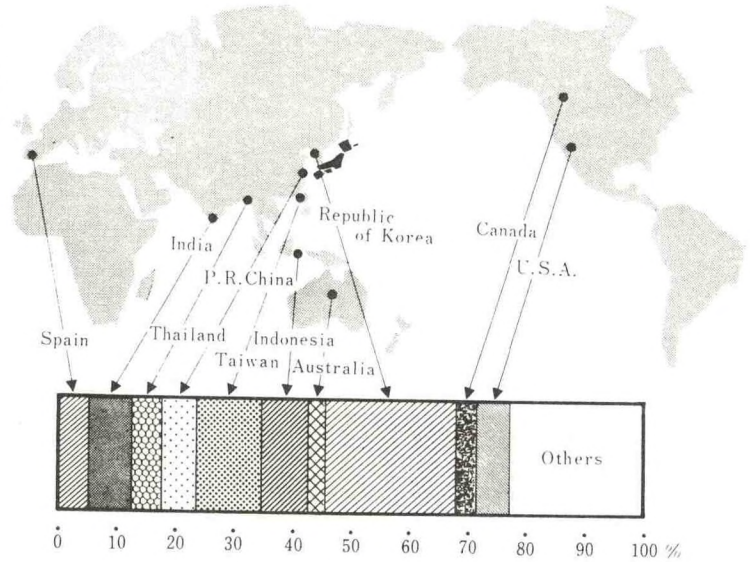 Republic
of Korea
Canada
India
U.S.A.
P.R.China
Spain
Thailand
Indonesia
Taiwan
Australia
Others
0 10 20 30 40 50 60 70 80 90 100 %